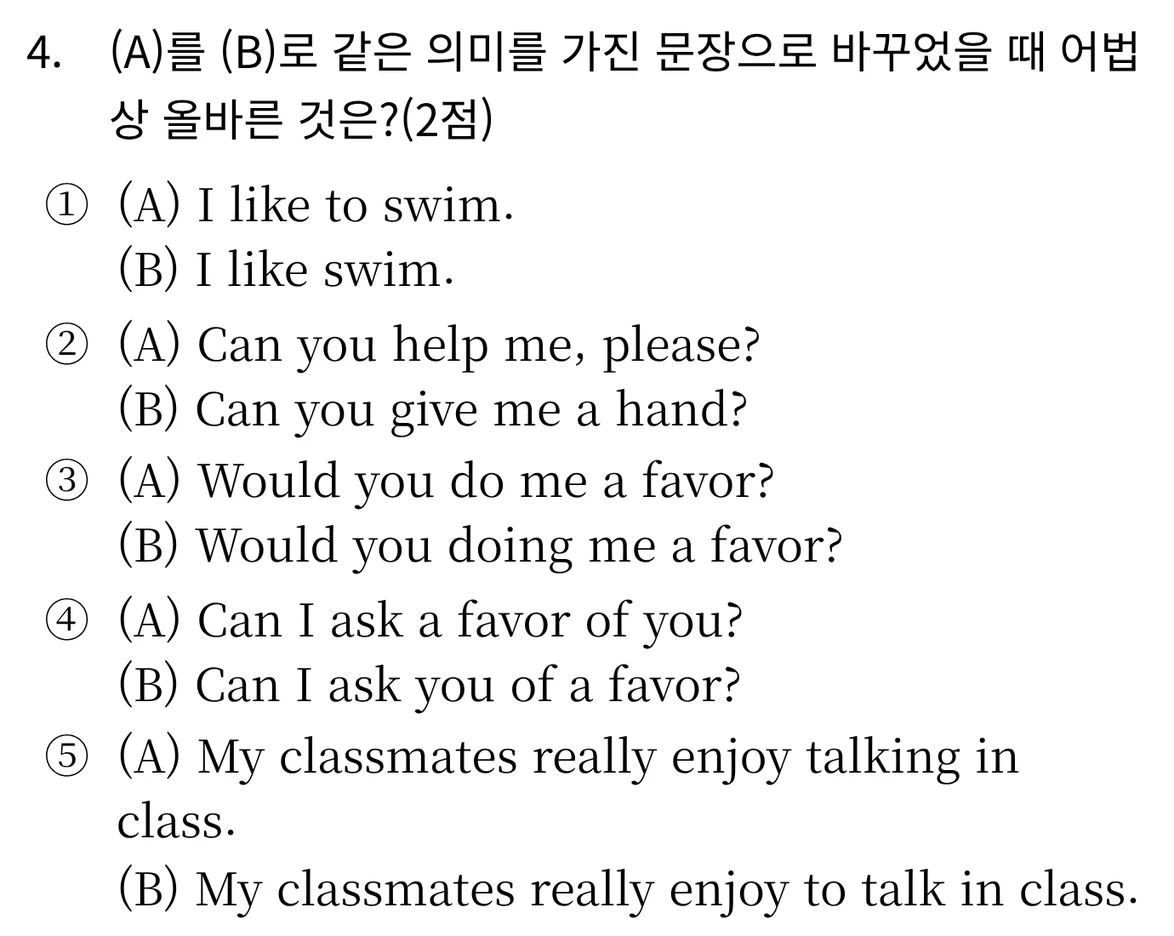 4. (A)를 (B)로 같은 의미를 가진 문장으로 바꾸었을 때 어법
상 올바른 것은?(2점)
① (A) I like to swim.
(B) I like swim.
② (A) Can you help me, please?
(B) Can you give me a hand?
③ (A) Would you do me a favor?
(B) Would you doing me a favor?
④ (A) Can I ask a favor of you?
(B) Can I ask you of a favor?
⑤ (A) My classmates really enjoy talking in
class.
(B) My classmates really enjoy to talk in class.